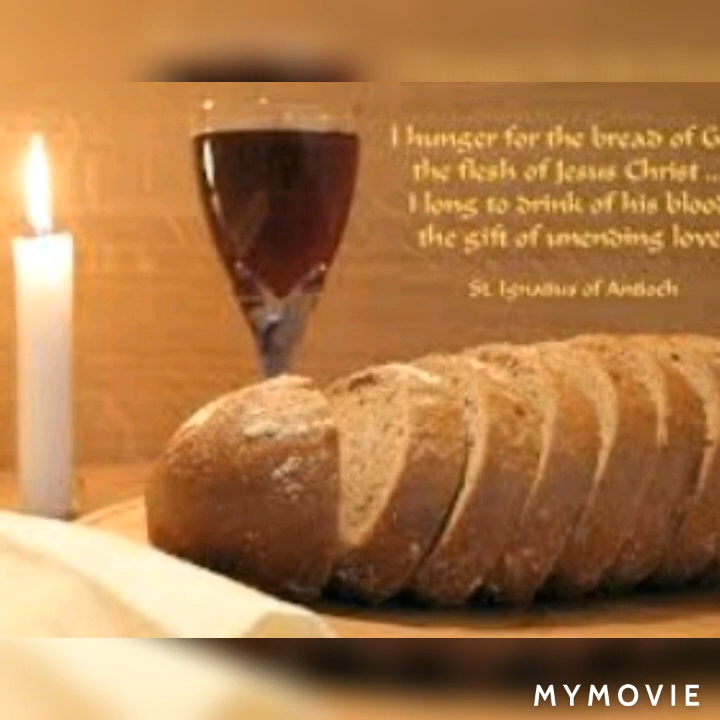 I hunger for the bread of G
the flesh of Jesus Christ ...
I long to drink of his bloo
the gift of unending love
St. Ignatius of Antioch
MYMOVIE